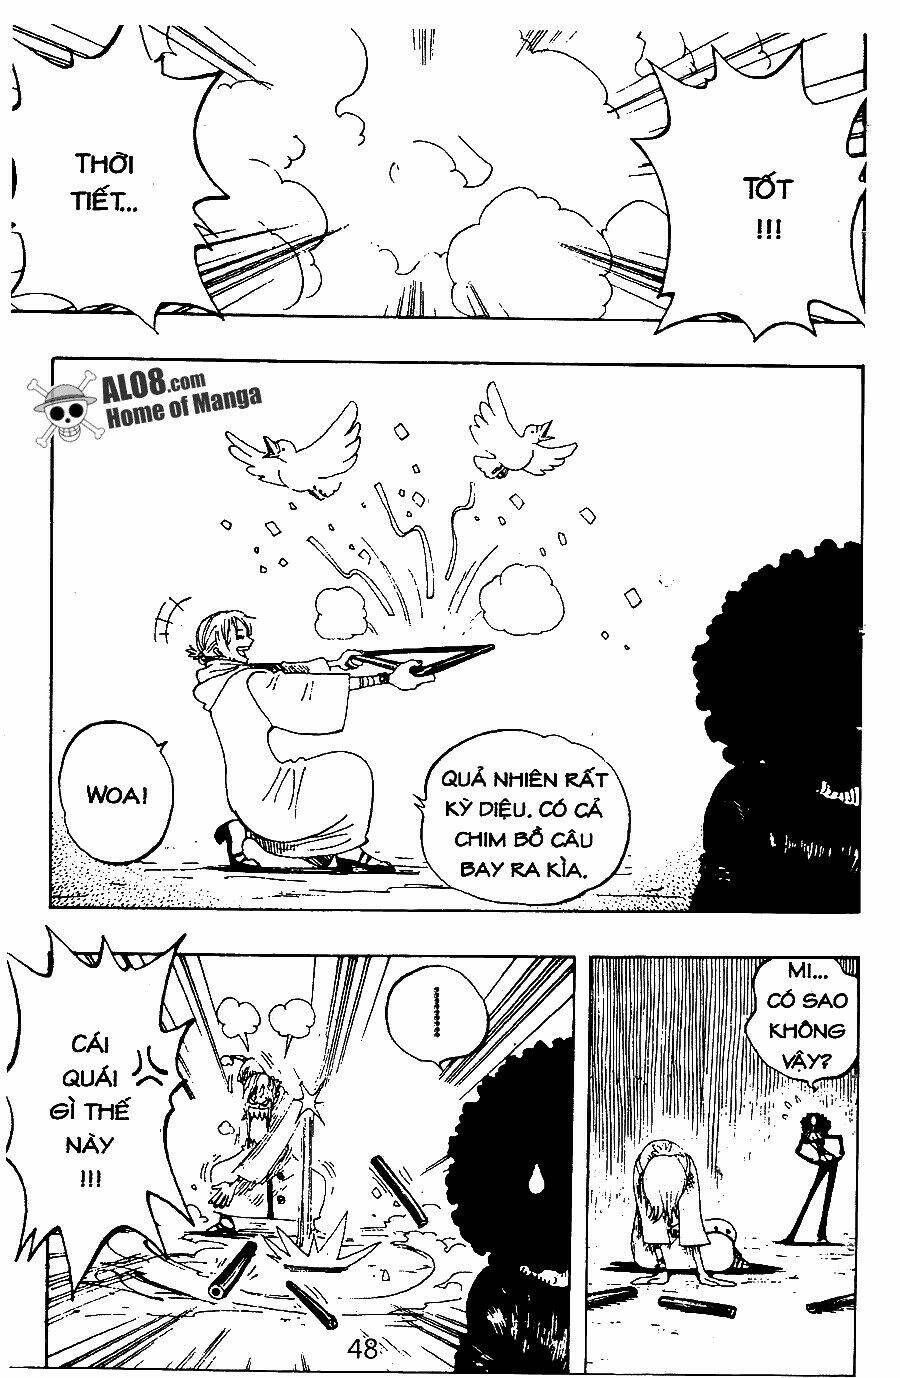 THỜI
TIẾT...
TỐT
!!!
ALO8.com
Home of Manga
WOA!
QUẢ NHIÊN RẤT
KỲ DIỆU. CÓ CẢ
CHIM BỒ CÂU
BAY RA KÌA.
CÁI
QUÁI
GÌ THẾ
NÀY
!!!
MI...
CÓ SAO
KHÔNG
VẬY?
48